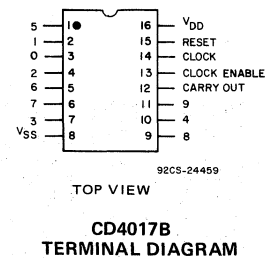 5 1 16 VDD
1 2 15 RESET
0 3 14 CLOCK
2 4 13 CLOCK ENABLE
6 5 12 CARRY OUT
7 6 11 9
3 7 10 4
VSS 8 9 8
92CS-24459
TOP VIEW
CD4017B
TERMINAL DIAGRAM